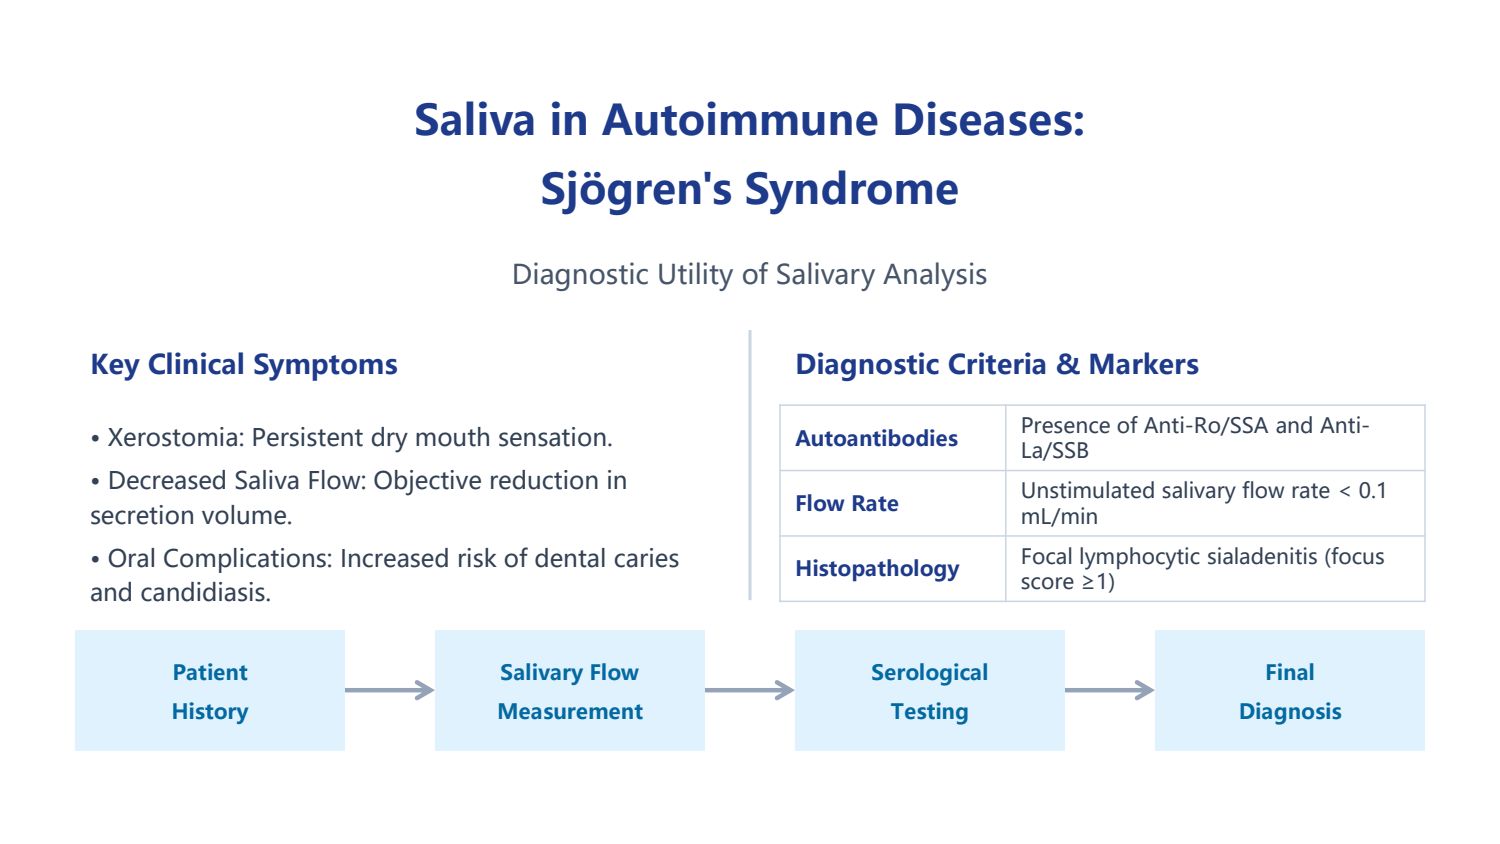 Saliva in Autoimmune Diseases:
Sjögren's Syndrome
Diagnostic Utility of Salivary Analysis
Key Clinical Symptoms
• Xerostomia: Persistent dry mouth sensation.
• Decreased Saliva Flow: Objective reduction in
secretion volume.
• Oral Complications: Increased risk of dental caries
and candidiasis.
Diagnostic Criteria & Markers
Autoantibodies
Presence of Anti-Ro/SSA and Anti-
La/SSB
Flow Rate
Unstimulated salivary flow rate < 0.1
mL/min
Histopathology
Focal lymphocytic sialadenitis (focus
score ≥1)
Patient
History
Salivary Flow
Measurement
Serological
Testing
Final
Diagnosis